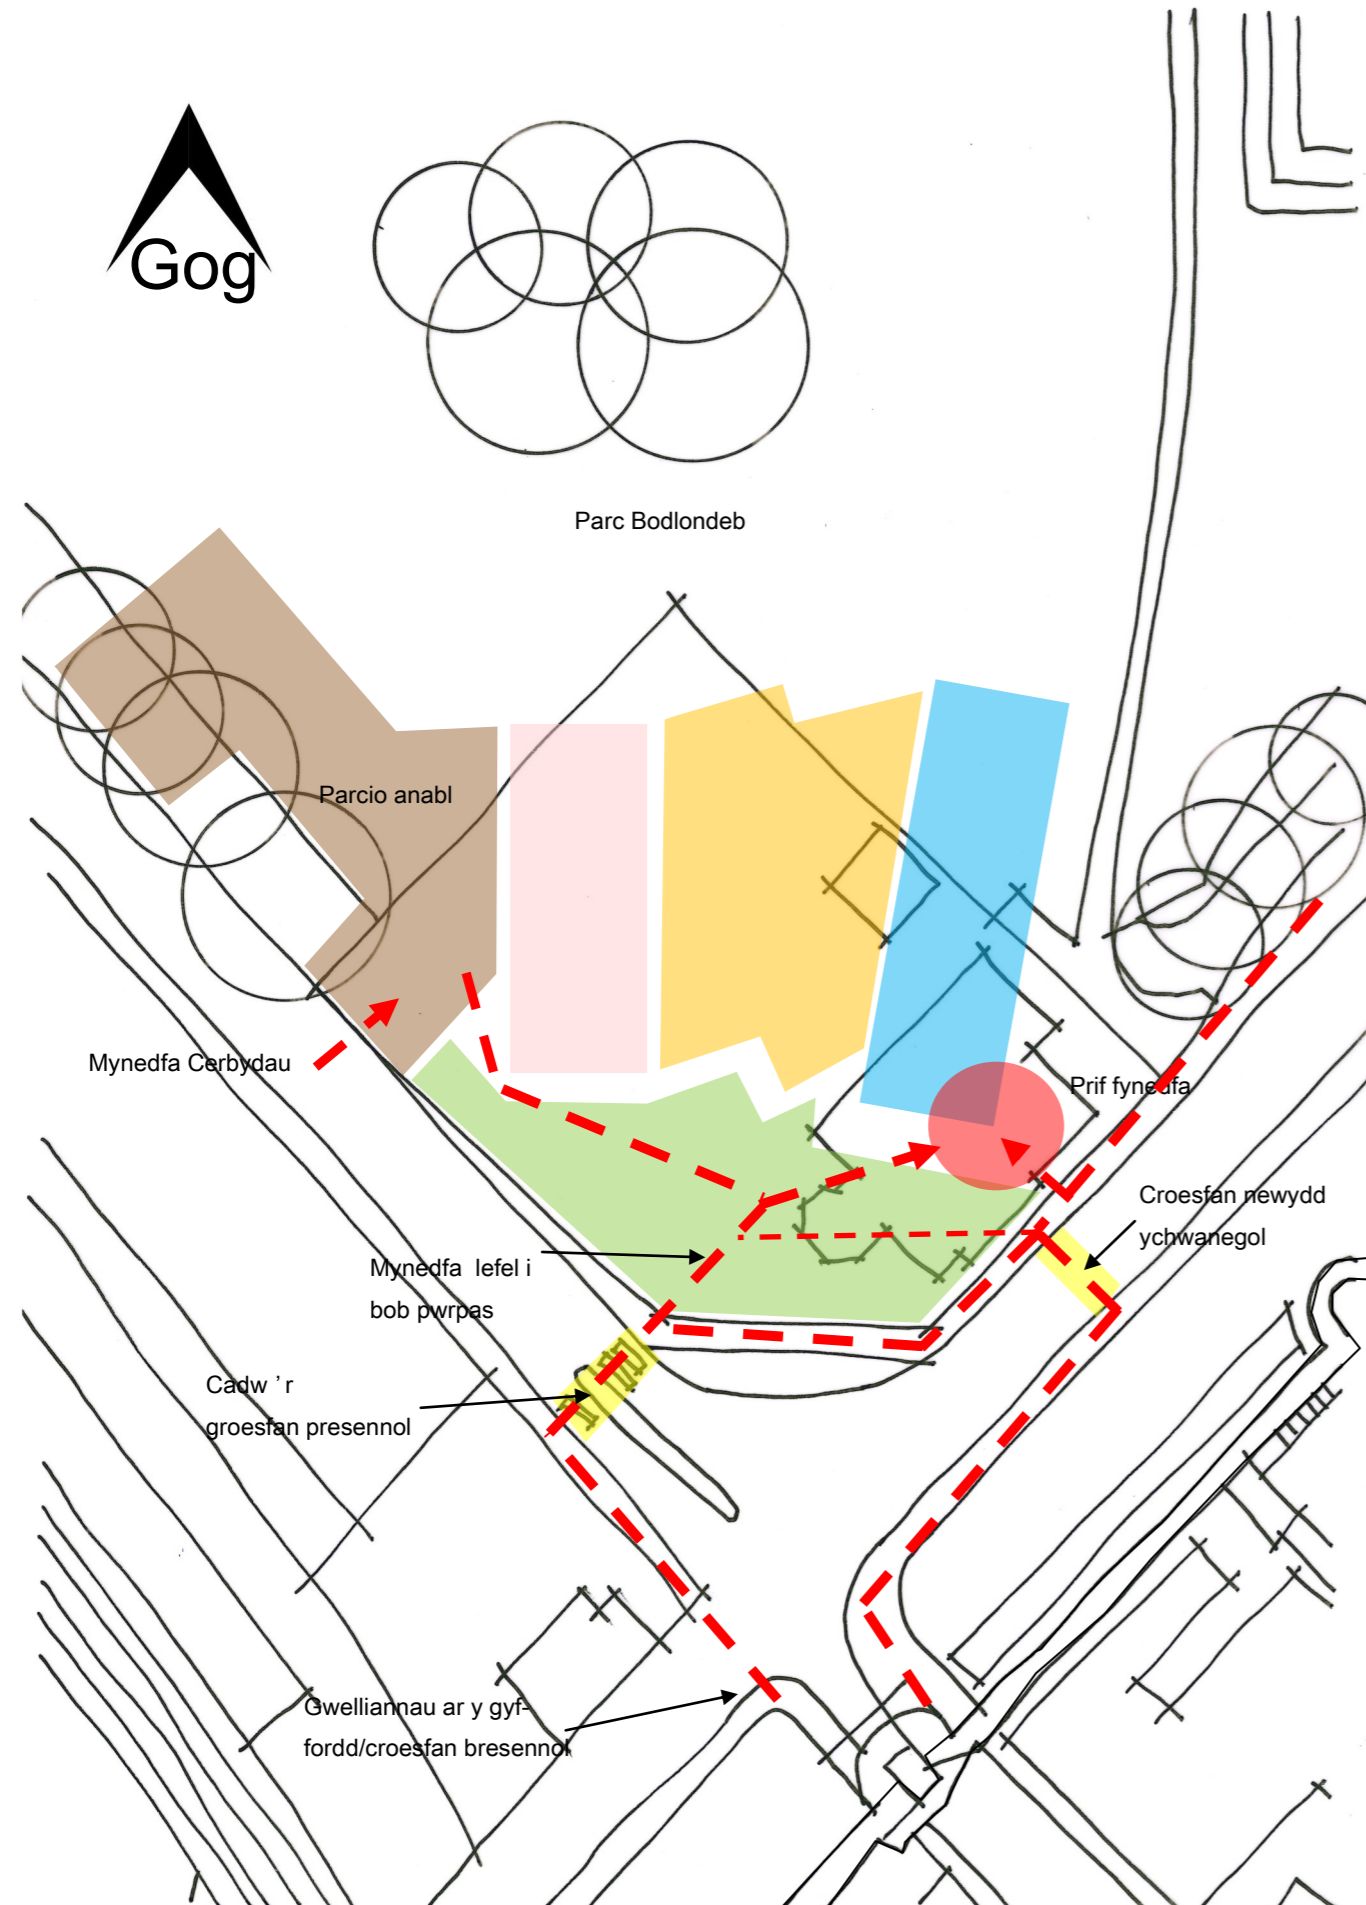 Gog
Parc Bodlondeb
Parcio anabl
Mynedfa Cerbydau
Prif fynedfa
Croesfan newydd
ychwanegol
Mynedfa lefel i
bob pwrpas
Cadw ’r
groesfan presennol
Gwelliannau ar y gyf-
fordd/croesfan bresennol